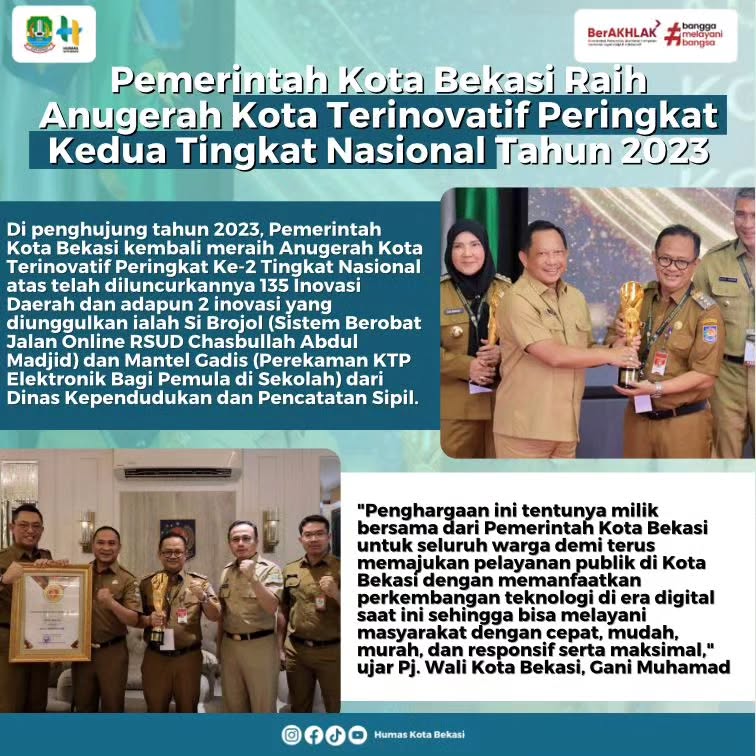 BerAKHLAK
#bangga
melayani
bangsa
Pemerintah Kota Bekasi Raih
Anugerah Kota Terinovatif Peringkat
Kedua Tingkat Nasional Tahun 2023
Di penghujung tahun 2023, Pemerintah
Kota Bekasi kembali meraih Anugerah Kota
Terinovatif Peringkat Ke-2 Tingkat Nasional
atas telah diluncurkannya 135 Inovasi
Daerah dan adapun 2 inovasi yang
diunggulkan ialah Si Brojol (Sistem Berobat
Jalan Online RSUD Chasbullah Abdul
Madjid) dan Mantel Gadis (Perekaman KTP
Elektronik Bagi Pemula di Sekolah) dari
Dinas Kependudukan dan Pencatatan Sipil.
"Penghargaan ini tentunya milik
bersama dari Pemerintah Kota Bekasi
untuk seluruh warga demi terus
memajukan pelayanan publik di Kota
Bekasi dengan memanfaatkan
perkembangan teknologi di era digital
saat ini sehingga bisa melayani
masyarakat dengan cepat, mudah,
murah, dan responsif serta maksimal,"
ujar Pj. Wali Kota Bekasi, Gani Muhamad
Humas Kota Bekasi